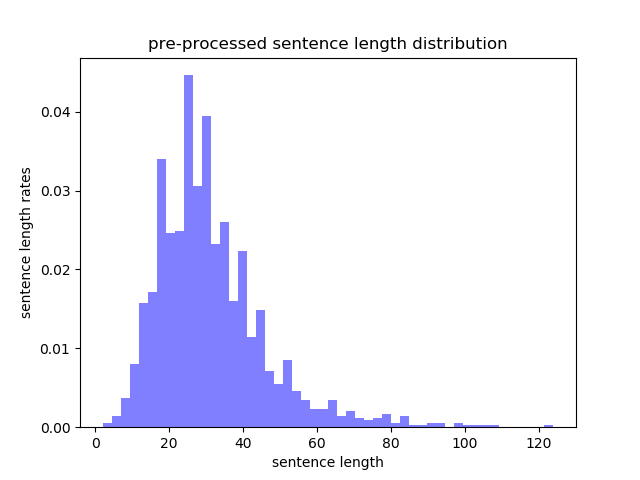 pre-processed sentence length distribution
sentence length rates
0.04
0.03
0.02
0.01
0.00
0 20 40 60 80 100 120
sentence length